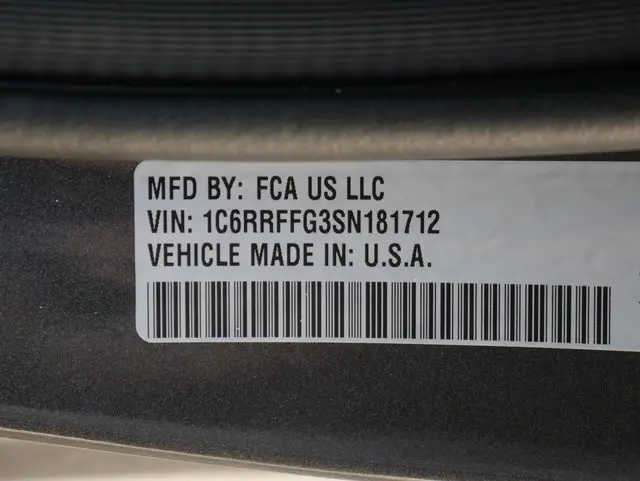 MFD BY: FCA US LLC
VIN: 1C6RRFFG3SN181712
VEHICLE MADE IN: U.S.A.